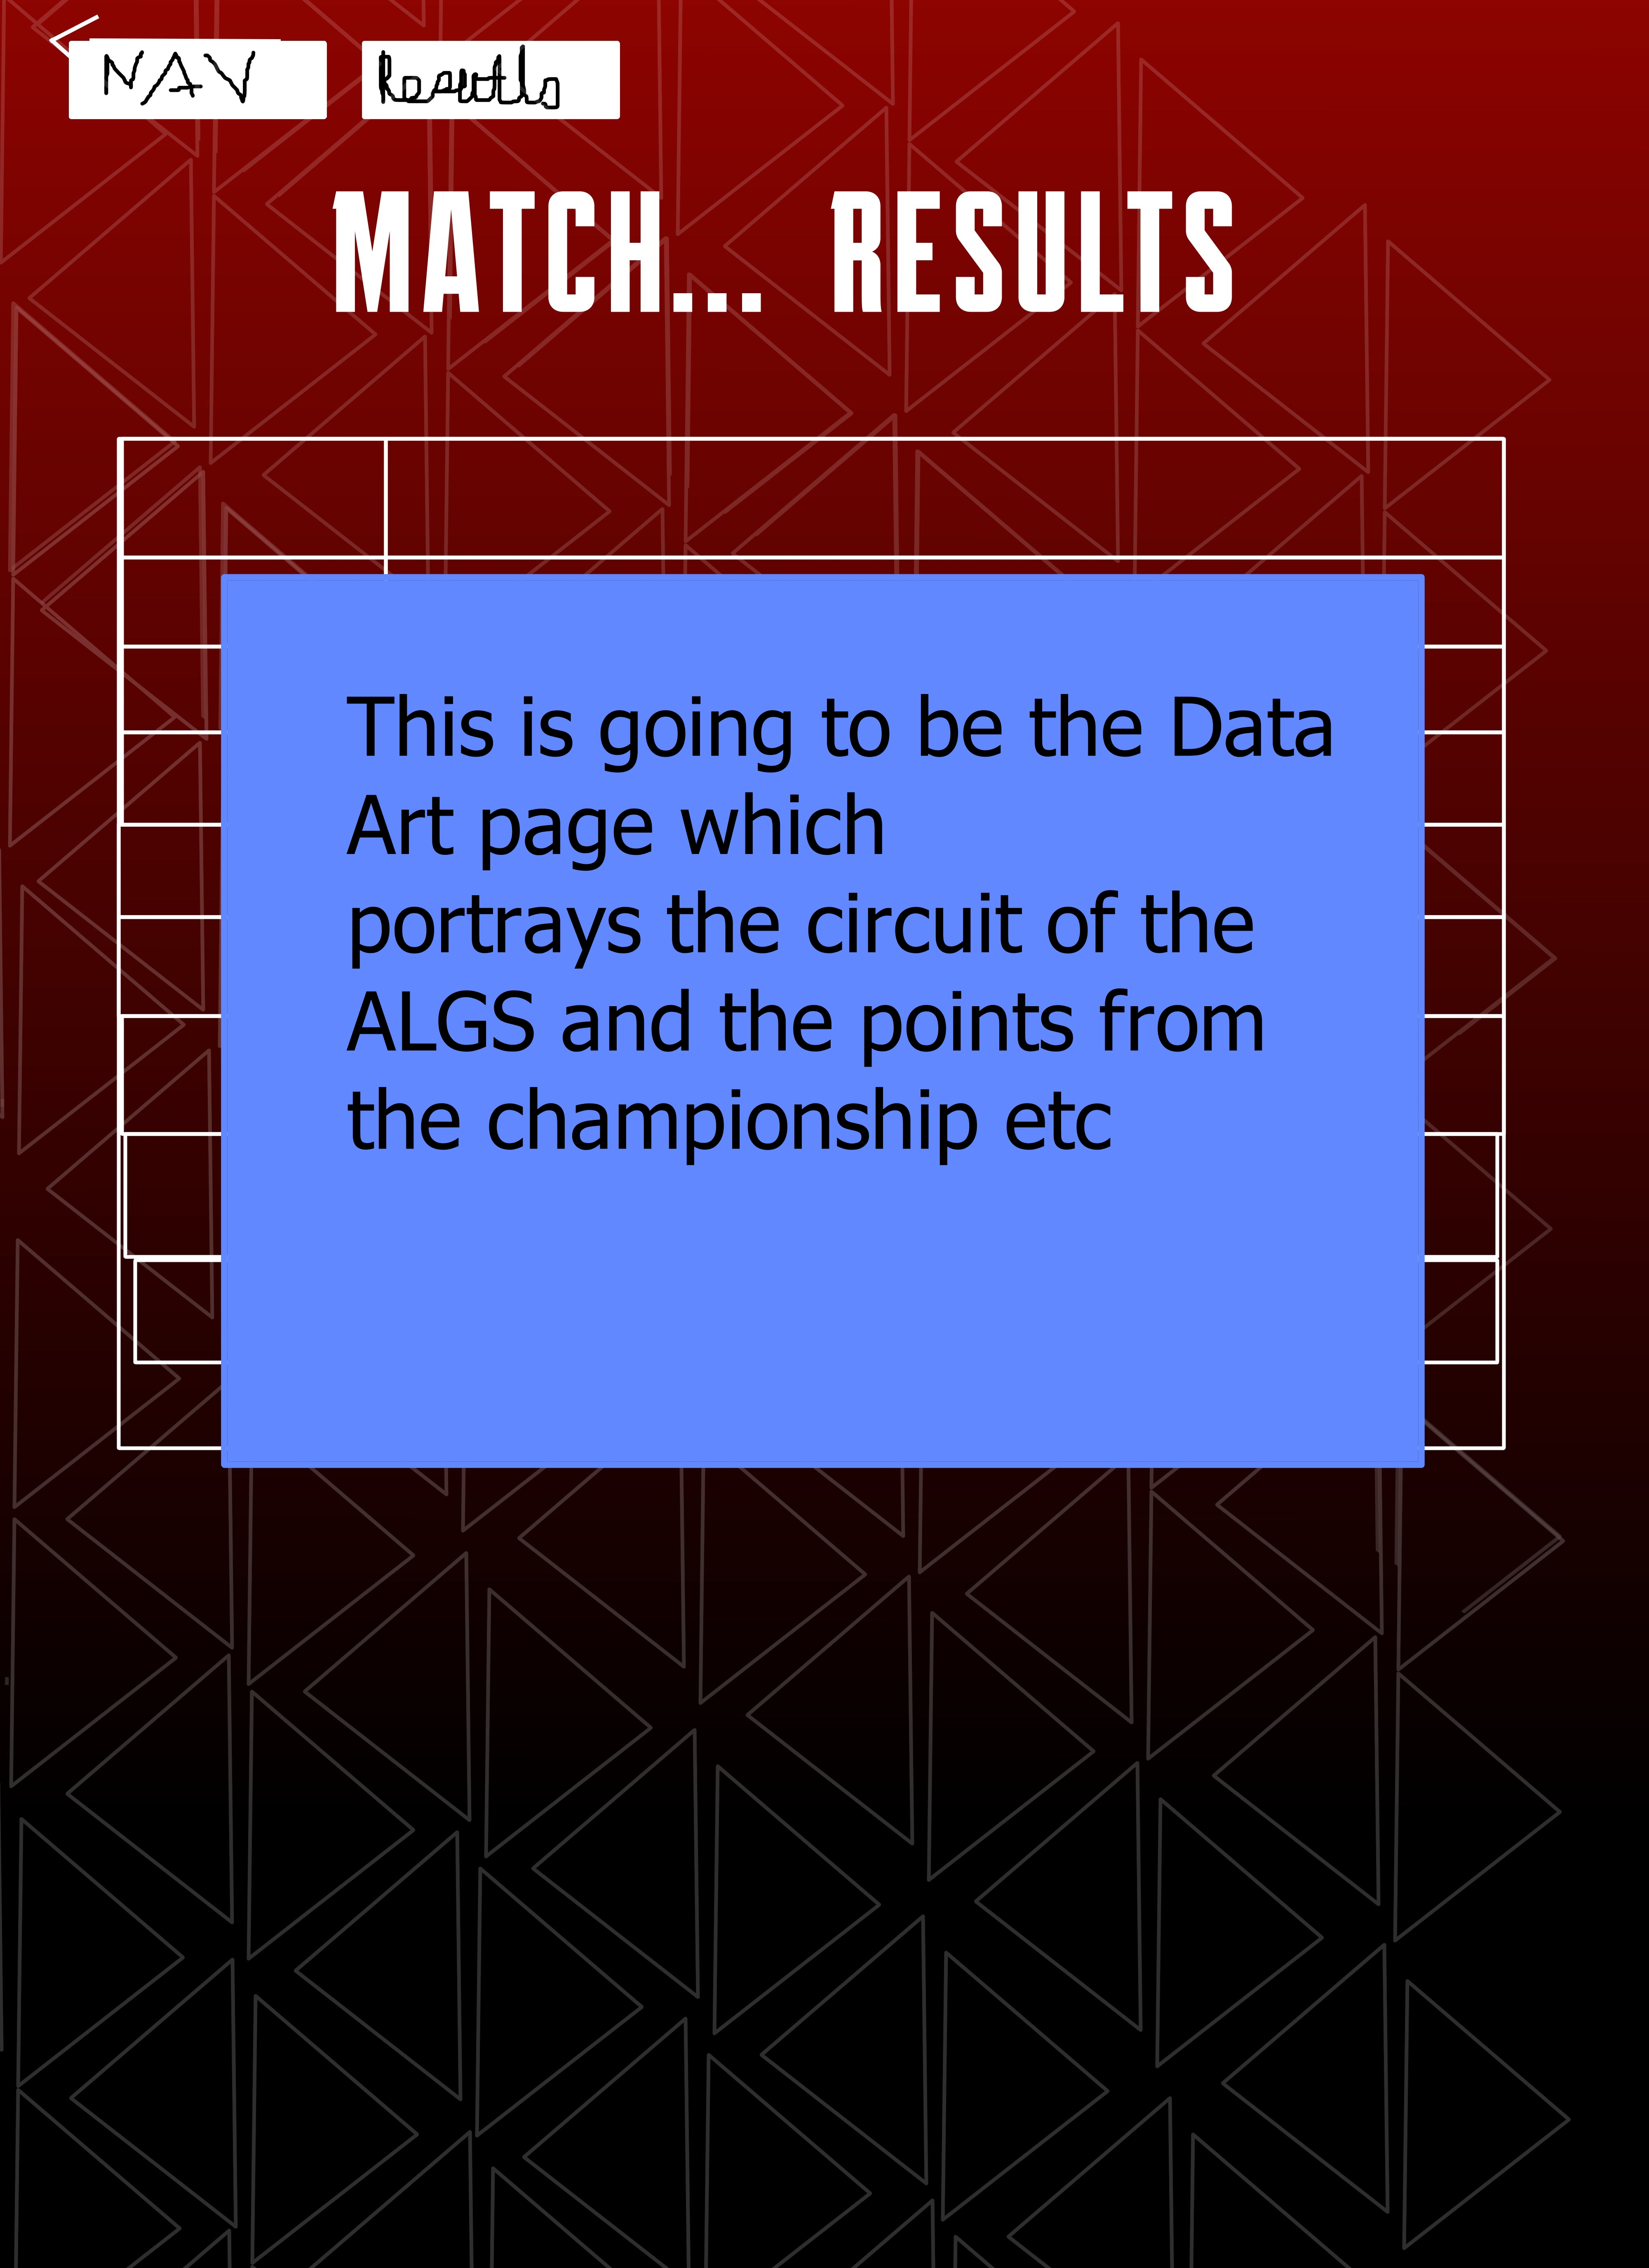 NAV
MATCH... RESULTS
This is going to be the Data
Art page which
portrays the circuit of the
ALGS and the points from
the championship etc